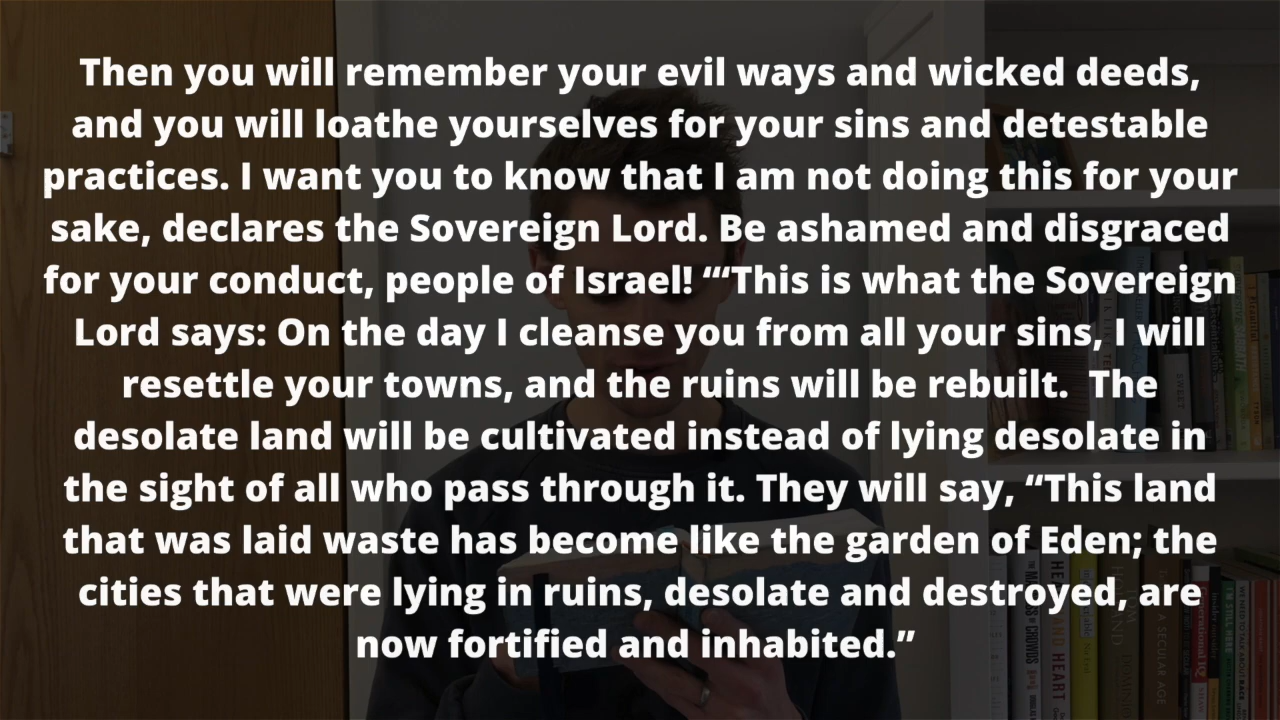 Then you will remember your evil ways and wicked deeds,
and you will loathe yourselves for your sins and detestable
practices. I want you to know that I am not doing this for your
sake, declares the Sovereign Lord. Be ashamed and disgraced
for your conduct, people of Israel! “‘This is what the Sovereign
Lord says: On the day I cleanse you from all your sins, I will
resettle your towns, and the ruins will be rebuilt.  The
desolate land will be cultivated instead of lying desolate in
the sight of all who pass through it. They will say, “This land
that was laid waste has become like the garden of Eden; the
cities that were lying in ruins, desolate and destroyed, are
now fortified and inhabited.”
HEART
A SECULAR AGE